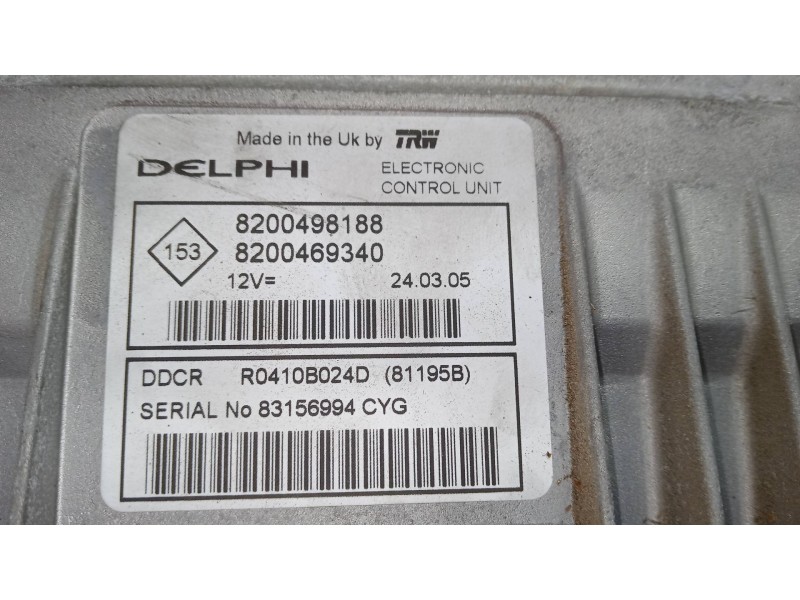 Made in the Uk by TRW
DELPHI ELECTRONIC
CONTROL UNIT
153
8200498188
8200469340
12V= 24.03.05
DDCR R0410B024D (81195B)
SERIAL No 83156994 CYG